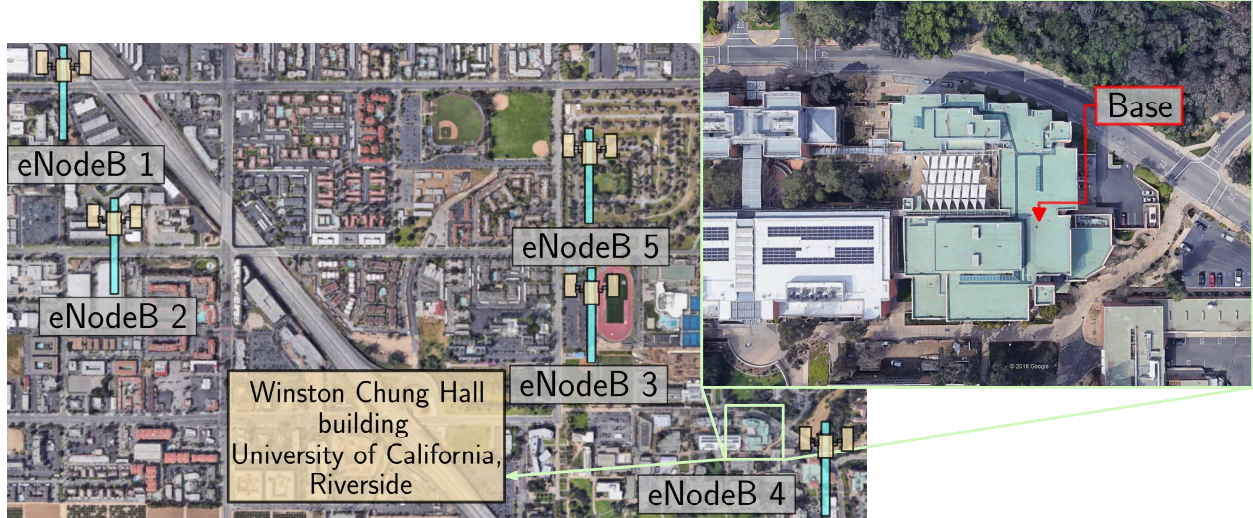 Base
eNodeB 1
eNodeB 5
eNodeB 2
eNodeB 3
© 2018 Google
Winston Chung Hall
building
University of California,
Riverside
eNodeB 4